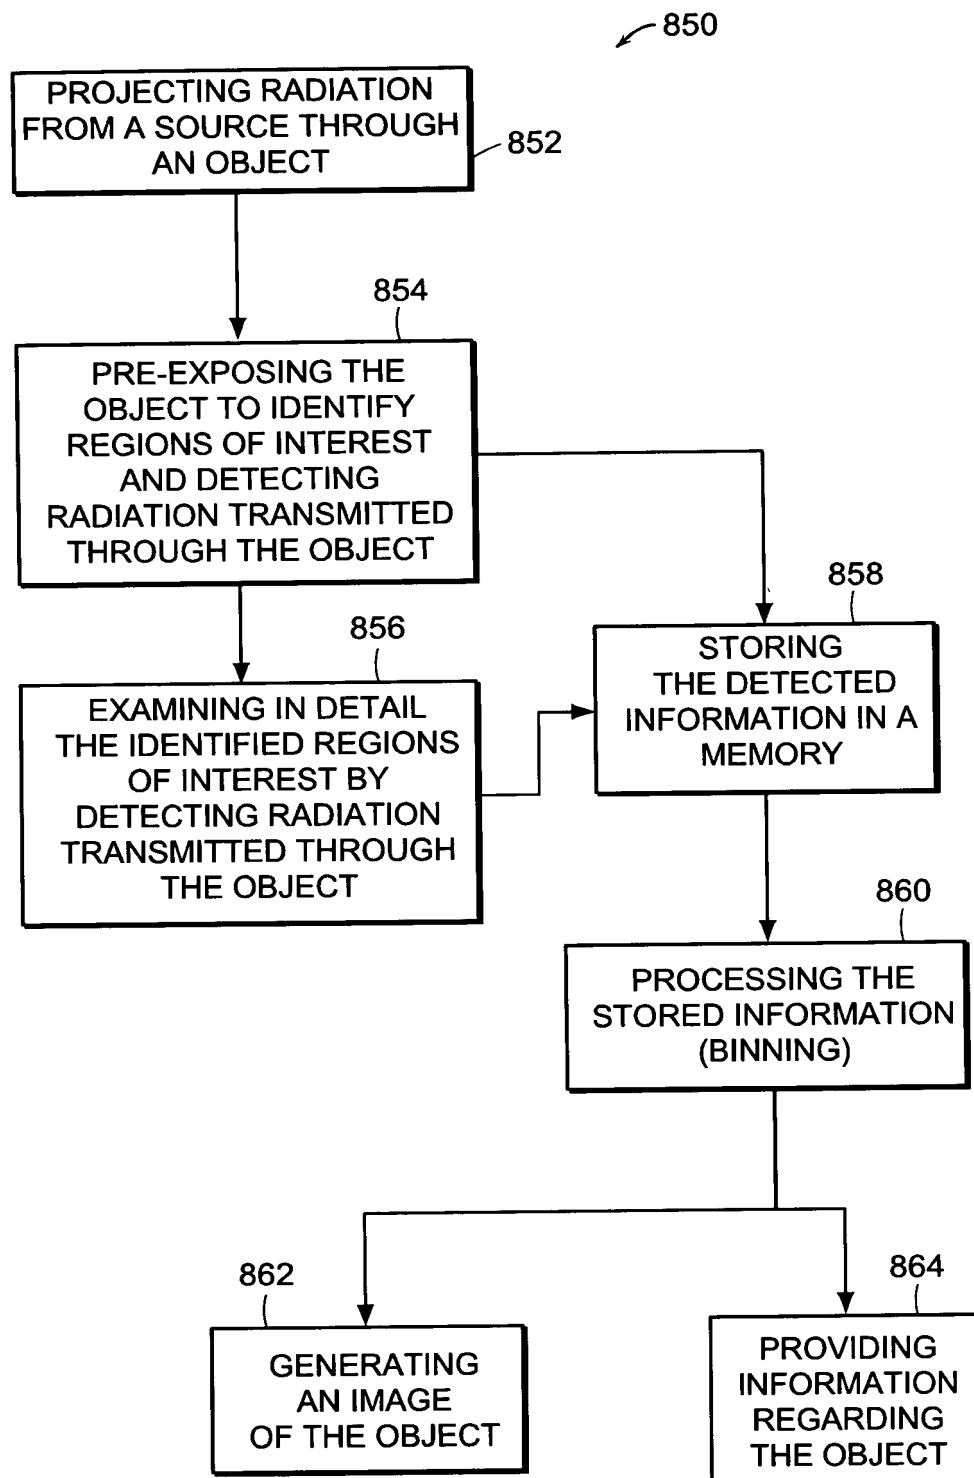 850
PROJECTING RADIATION
FROM A SOURCE THROUGH
AN OBJECT
852
854
PRE-EXPOSING THE
OBJECT TO IDENTIFY
REGIONS OF INTEREST
AND DETECTING
RADIATION TRANSMITTED
THROUGH THE OBJECT
856
EXAMINING IN DETAIL
THE IDENTIFIED REGIONS
OF INTEREST BY
DETECTING RADIATION
TRANSMITTED THROUGH
THE OBJECT
858
STORING
THE DETECTED
INFORMATION IN A
MEMORY
860
PROCESSING THE
STORED INFORMATION
(BINNING)
862
GENERATING
AN IMAGE
OF THE OBJECT
864
PROVIDING
INFORMATION
REGARDING
THE OBJECT